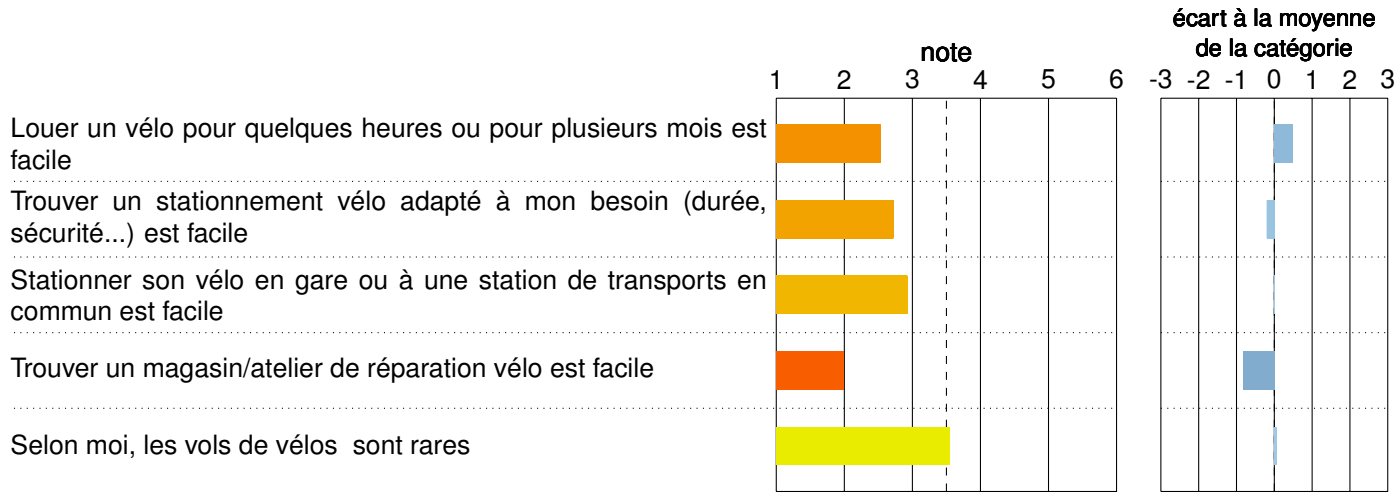 écart à la moyenne
de la catégorie
note
1 2 3 4 5 6
-3 -2 -1 0 1 2 3
Louer un vélo pour quelques heures ou pour plusieurs mois est
facile
Trouver un stationnement vélo adapté à mon besoin (durée,
sécurité...) est facile
Stationner son vélo en gare ou à une station de transports en
commun est facile
Trouver un magasin/atelier de réparation vélo est facile
Selon moi, les vols de vélos sont rares